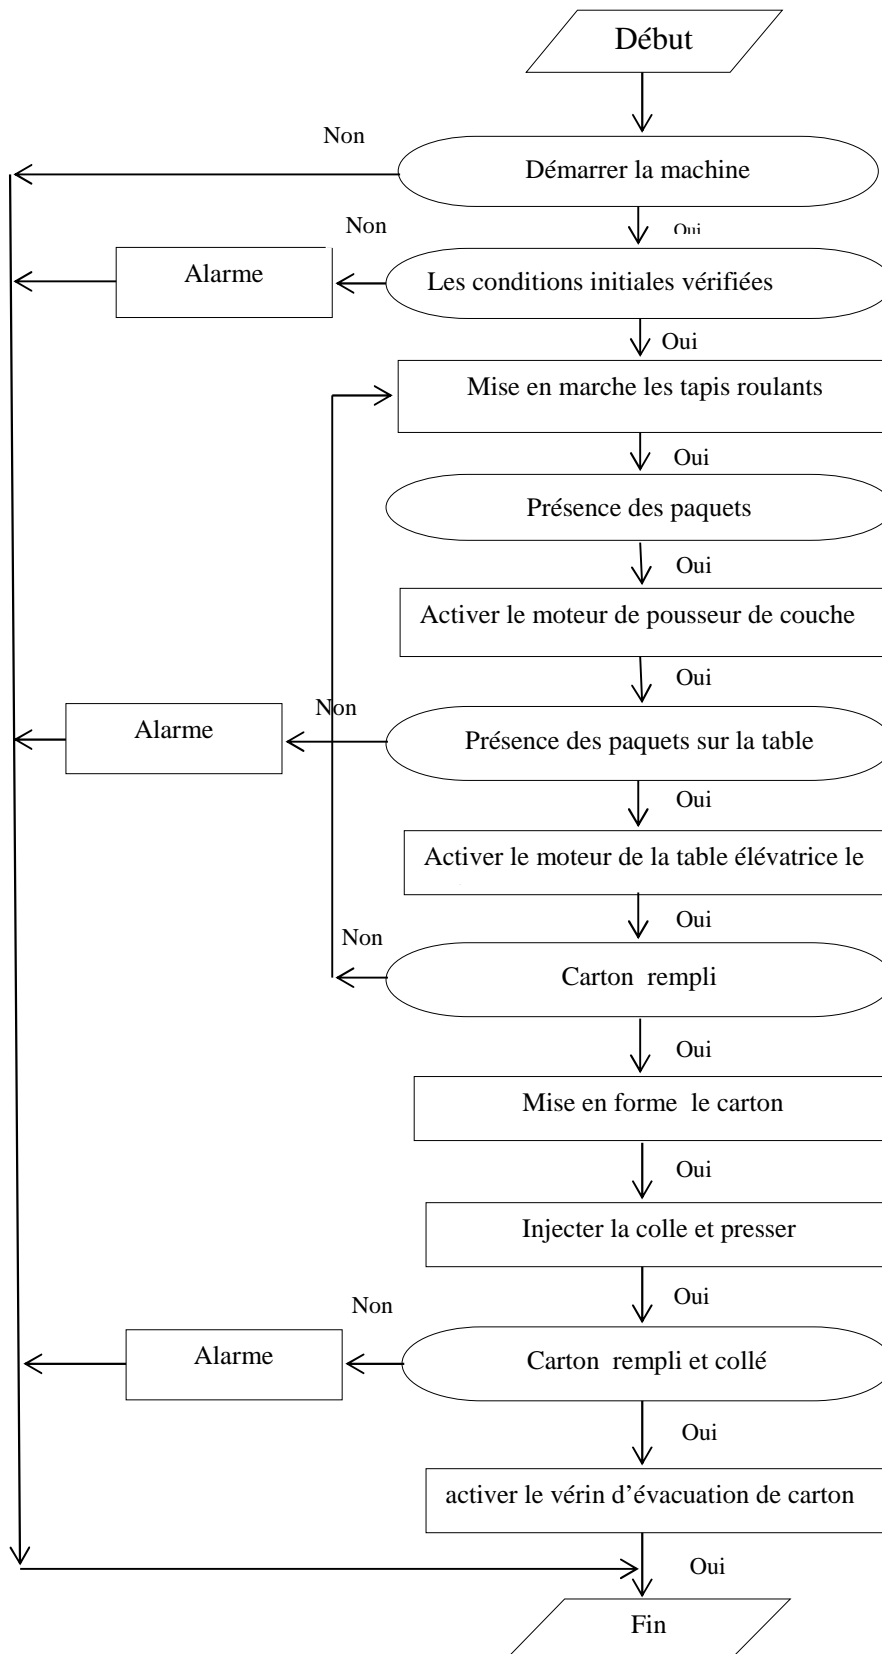 Début
Non
Démarrer la machine
Non
Oui
Alarme
Les conditions initiales vérifiées
Oui
Mise en marche les tapis roulants
Oui
Présence des paquets
Oui
Activer le moteur de pousseur de couche
Oui
Non
Alarme
Présence des paquets sur la table
Oui
Activer le moteur de la table élévatrice le
Oui
Non
Carton rempli
Oui
Mise en forme le carton
Oui
Injecter la colle et presser
Oui
Non
Alarme
Carton rempli et collé
Oui
activer le vérin d’évacuation de carton
Oui
Fin